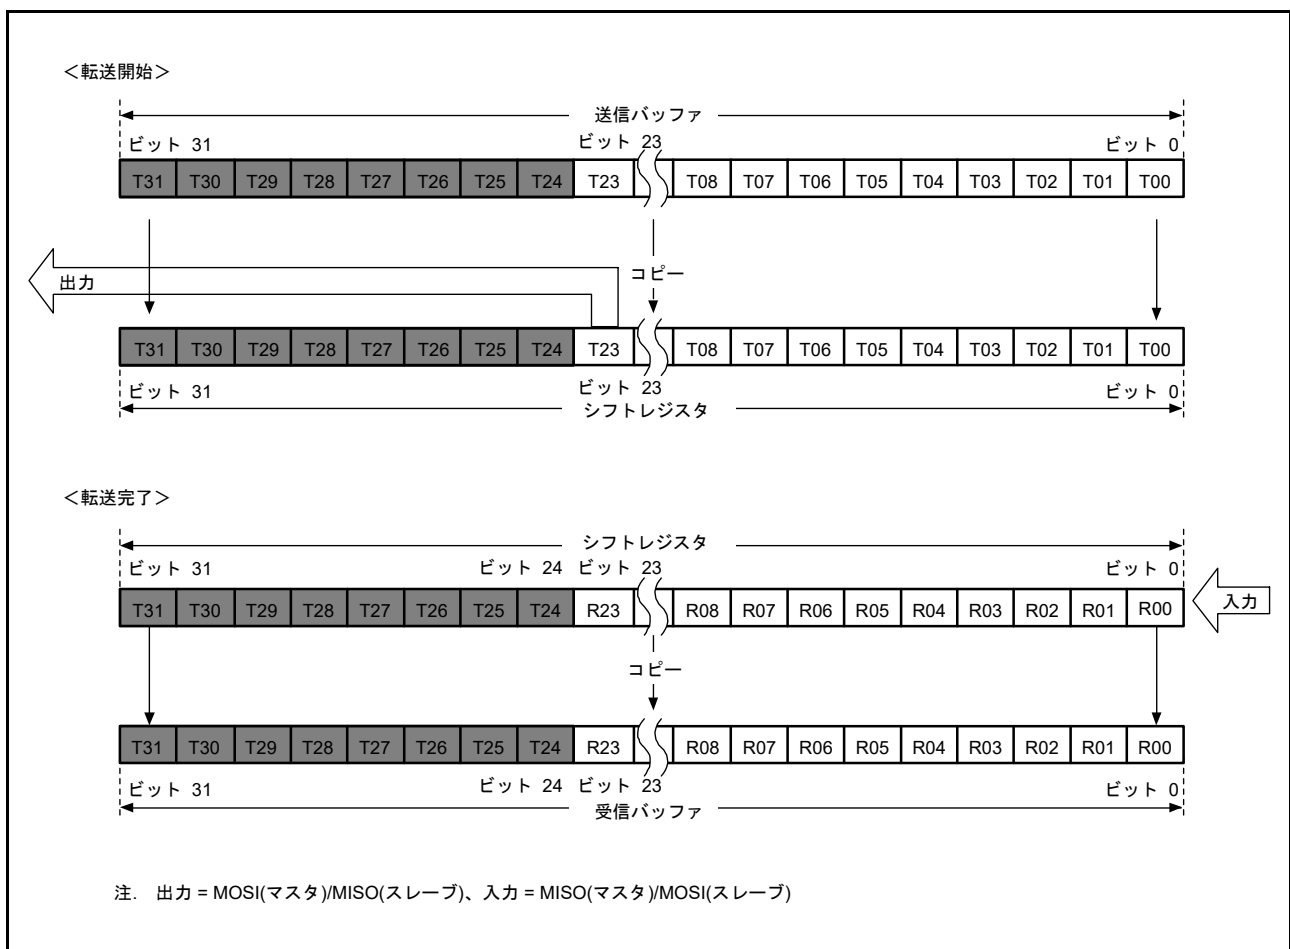 <転送開始>
送信バッファ
ビット 31 ビット 23 ビット 0
T31 T30 T29 T28 T27 T26 T25 T24 T23 T08 T07 T06 T05 T04 T03 T02 T01 T00
出力 コピー
T31 T30 T29 T28 T27 T26 T25 T24 T23 T08 T07 T06 T05 T04 T03 T02 T01 T00
ビット 31 ビット 23 ビット 0
シフトレジスタ
<転送完了>
シフトレジスタ
ビット 31 ビット 24 ビット 23 ビット 0
T31 T30 T29 T28 T27 T26 T25 T24 R23 R08 R07 R06 R05 R04 R03 R02 R01 R00 入力
コピー
T31 T30 T29 T28 T27 T26 T25 T24 R23 R08 R07 R06 R05 R04 R03 R02 R01 R00
ビット 31 ビット 24 ビット 23 ビット 0
受信バッファ
注. 出力 = MOSI(マスタ)/MISO(スレーブ)、入力 = MISO(マスタ)/MOSI(スレーブ)